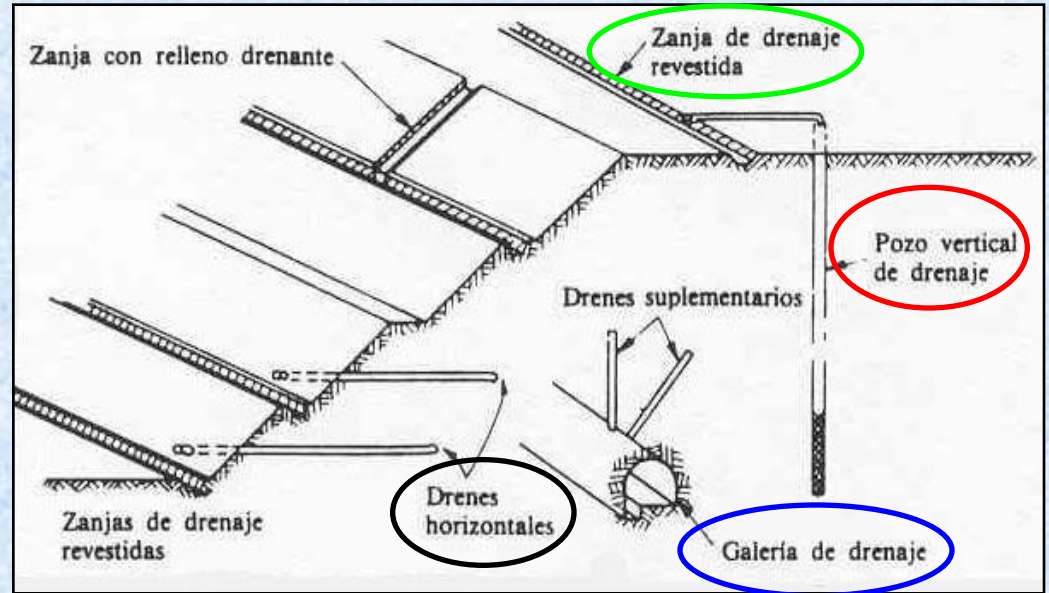 Zanja con relleno drenante
Zanja de drenaje
revestida
Pozo vertical
de drenaje
Drenes suplementarios
Drenes
horizontales
Zanjas de drenaje
revestidas
Galería de drenaje